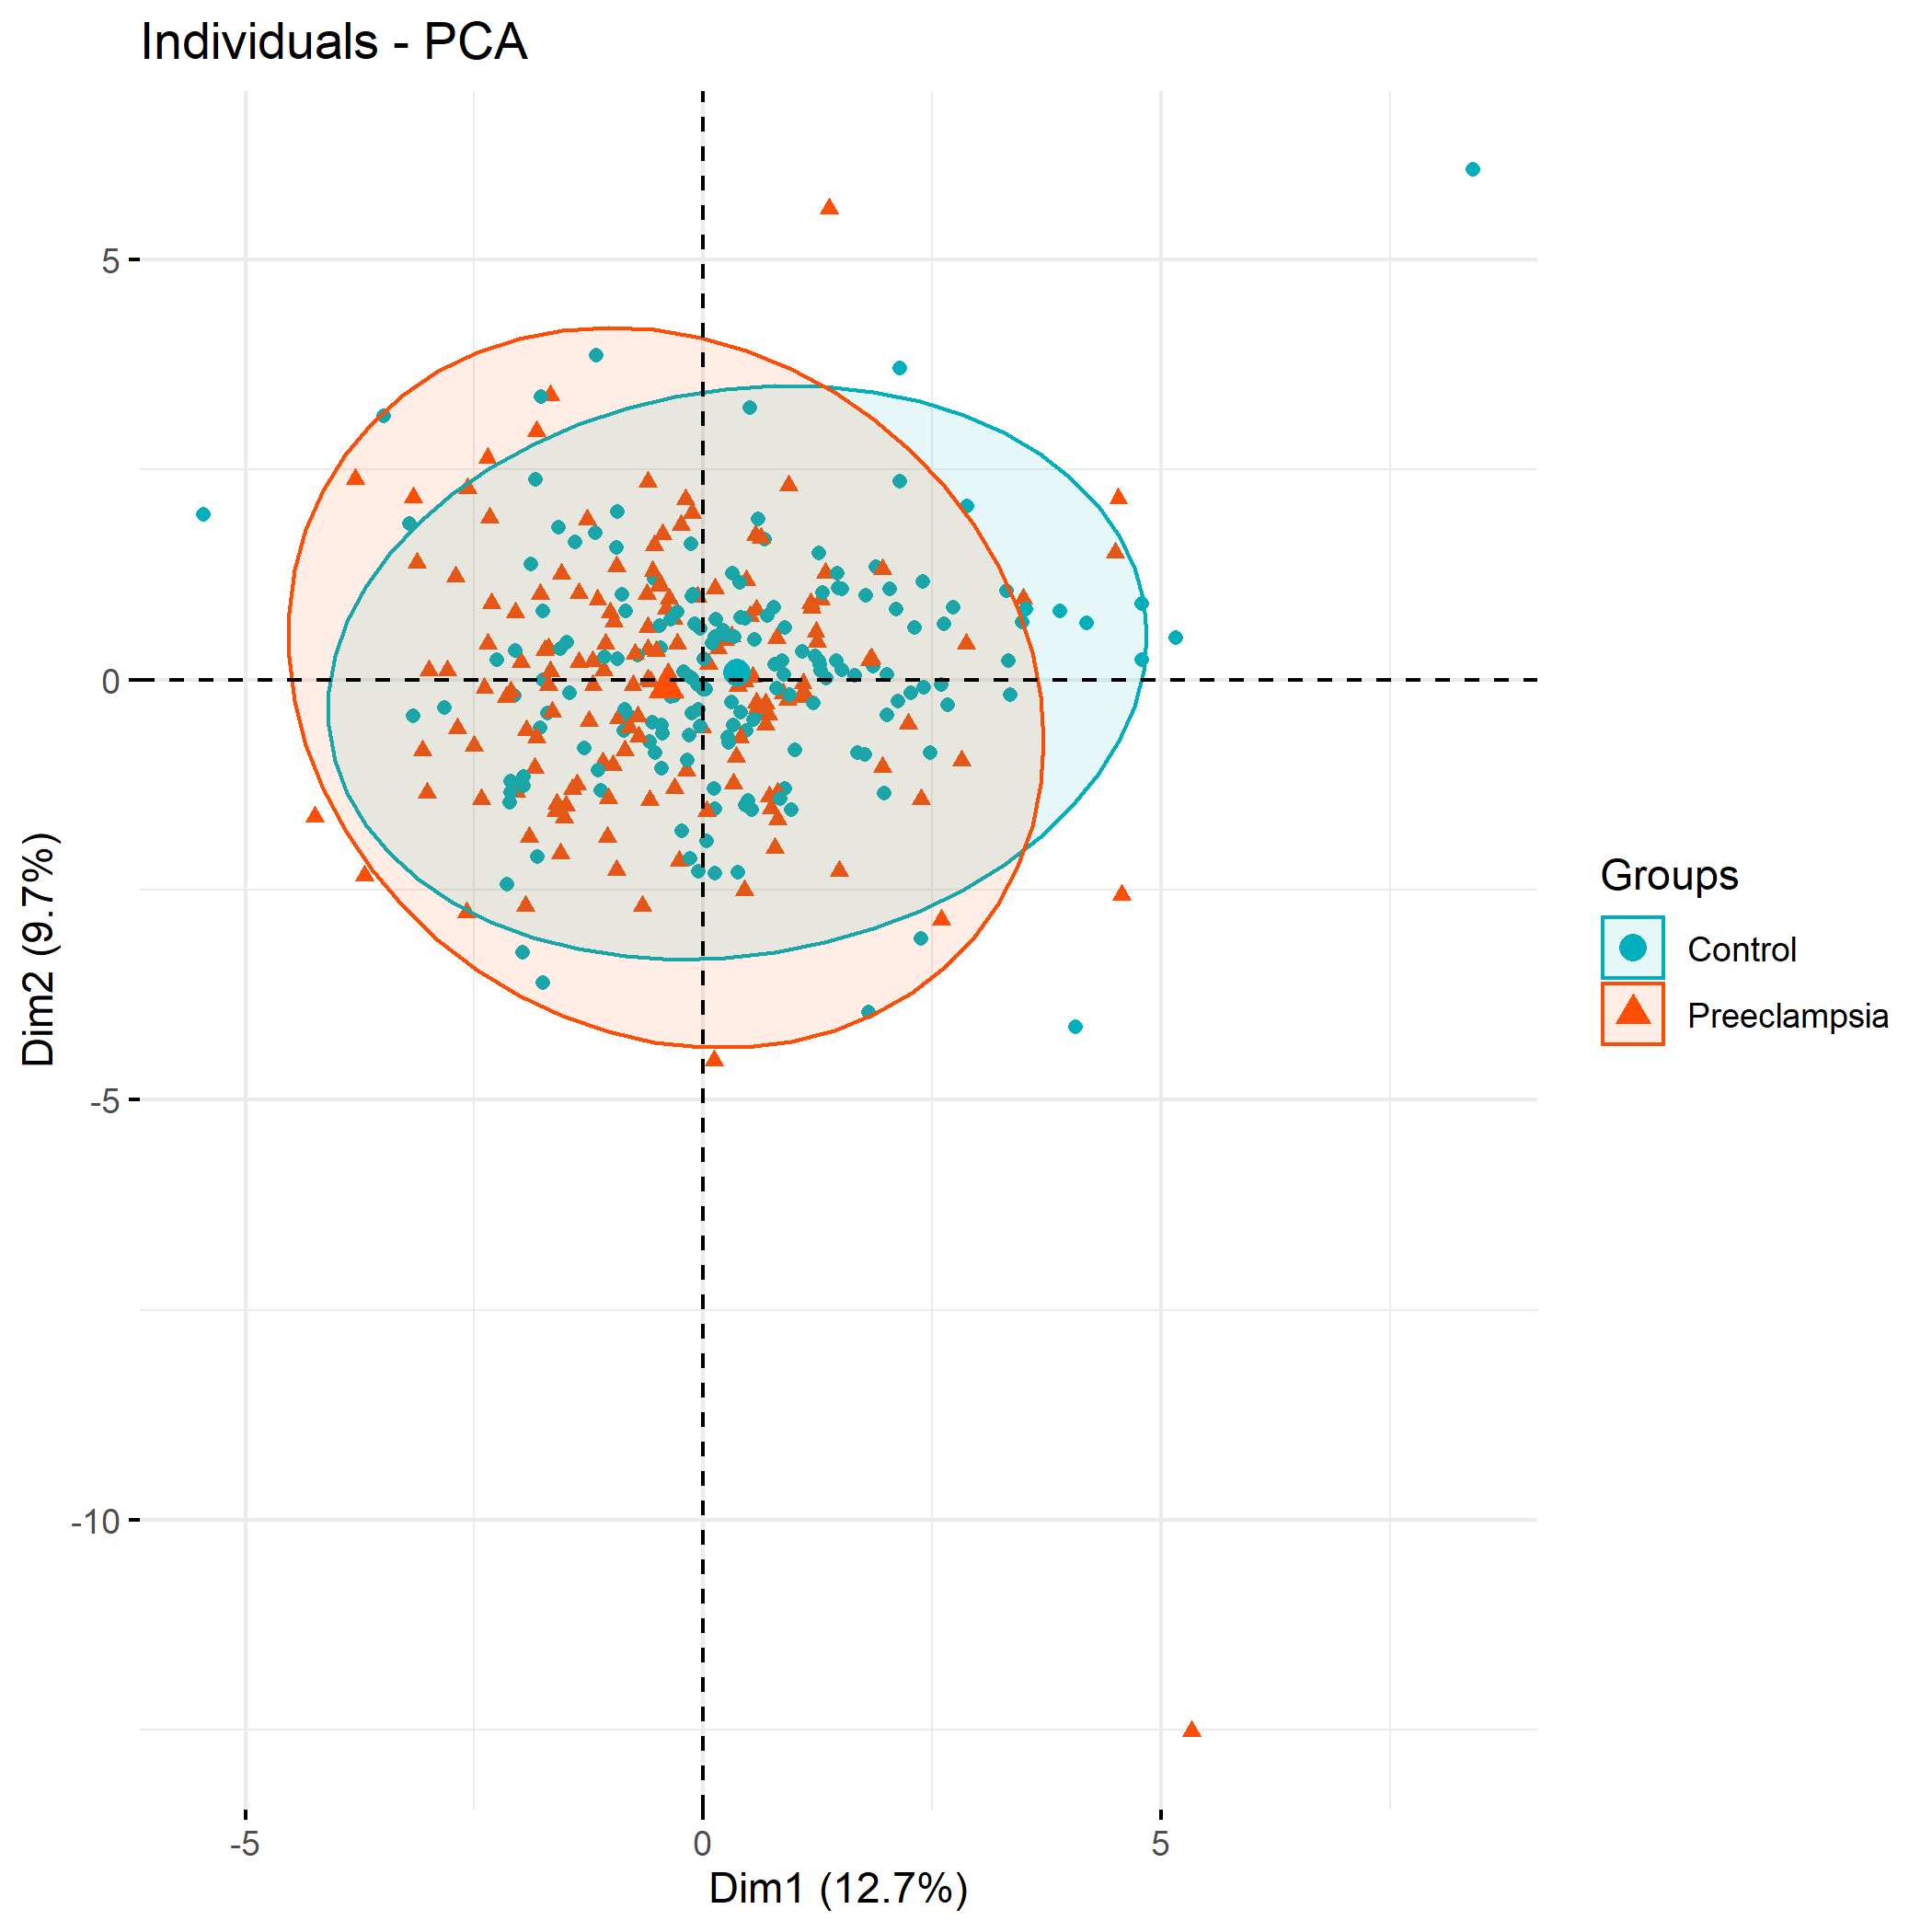 Individuals - PCA
5
0
-5
-10
Dim2 (9.7%)
-5
0
5
Dim1 (12.7%)
Groups
Control
Preeclampsia